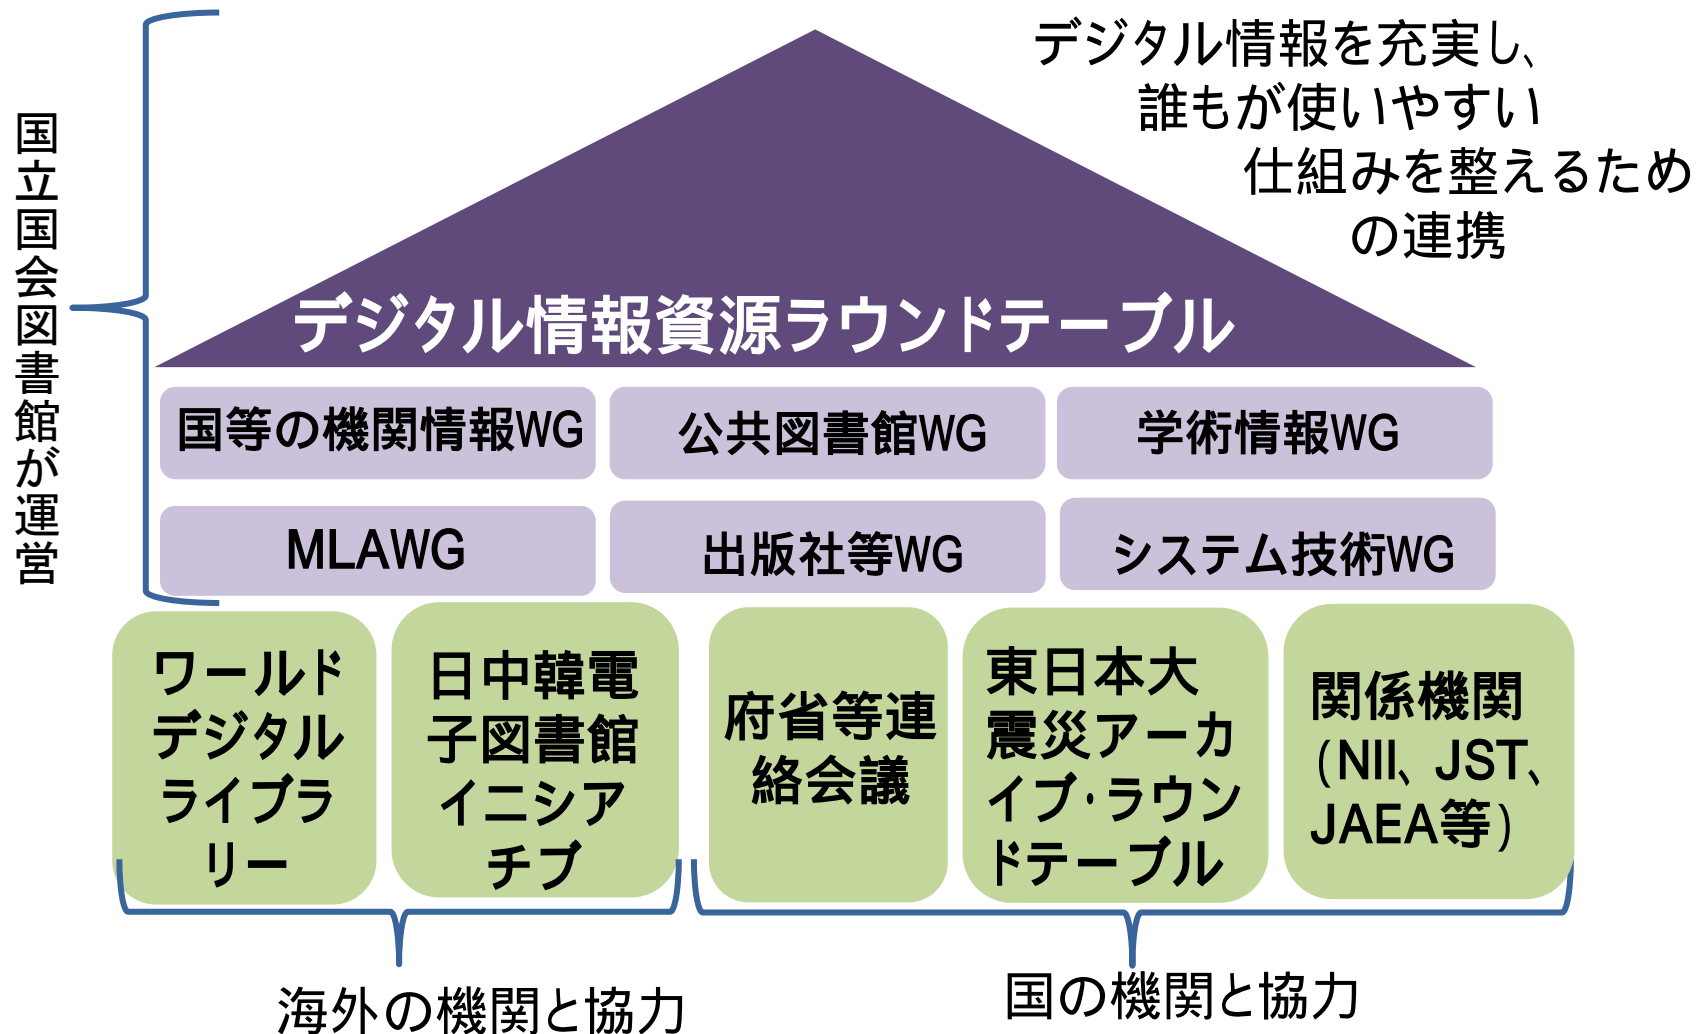 デジタル情報を充実し、
誰もが使いやすい
仕組みを整えるため
の連携
国立国会図書館が運営
デジタル情報資源ラウンドテーブル
国等の機関情報WG
公共図書館WG
学術情報WG
MLAWG
出版社等WG
システム技術WG
ワールド
デジタル
ライブラ
リー
日中韓電
子図書館
イニシア
チブ
府省等連
絡会議
東日本大
震災アーカ
イブ・ラウン
ドテーブル
関係機関
(NII、JST、
JAEA等)
海外の機関と協力
国の機関と協力